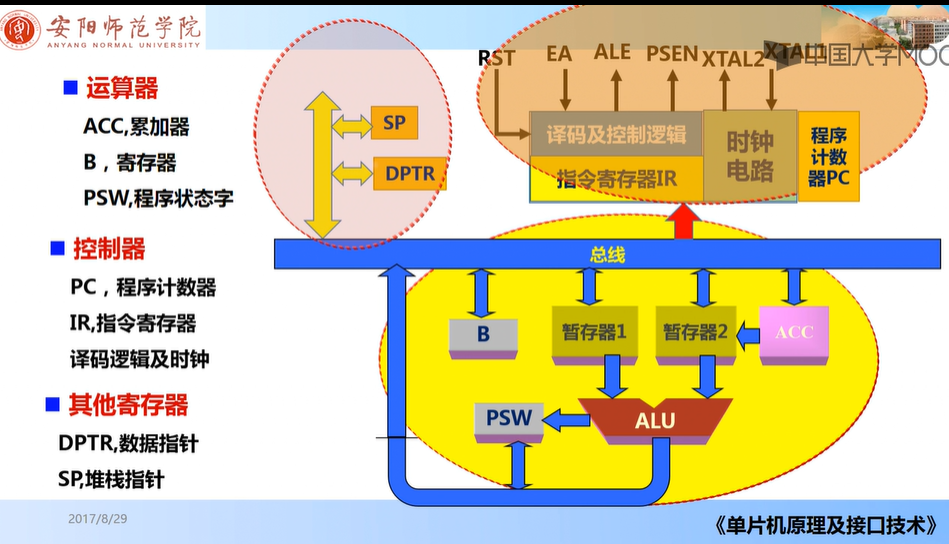 安阳师范学院
ANYANG NORMAL UNIVERSITY
中国大学MOO
RST
EA
ALE
PSEN
XTAL2
XTAL1
运算器
ACC,累加器
B，寄存器
PSW,程序状态字
控制器
PC，程序计数器
IR,指令寄存器
译码逻辑及时钟
其他寄存器
DPTR,数据指针
SP,堆栈指针
SP
DPTR
译码及控制逻辑
指令寄存器IR
时钟
电路
程序
计数
器PC
总线
B
暂存器1
暂存器2
ACC
PSW
ALU
2017/8/29
《单片机原理及接口技术》